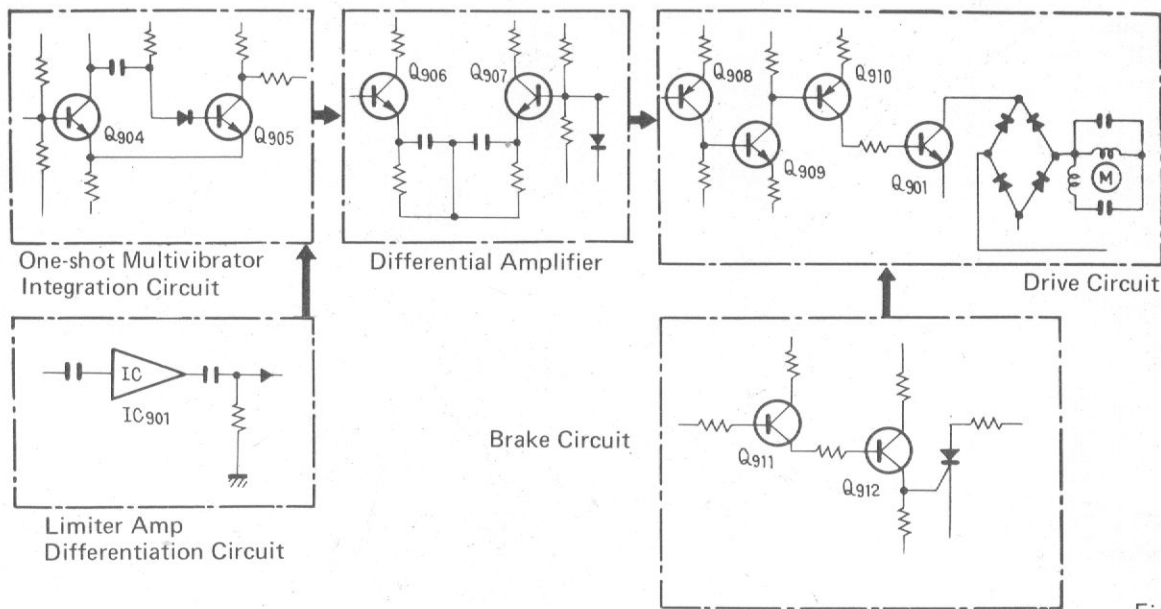 Q904
Q905
One-shot Multivibrator
Integration Circuit
Q906
Q907
Differential Amplifier
Q908
Q910
Q909
Q901
M
Drive Circuit
IC
IC901
Limiter Amp
Differentiation Circuit
Brake Circuit
Q911
Q912